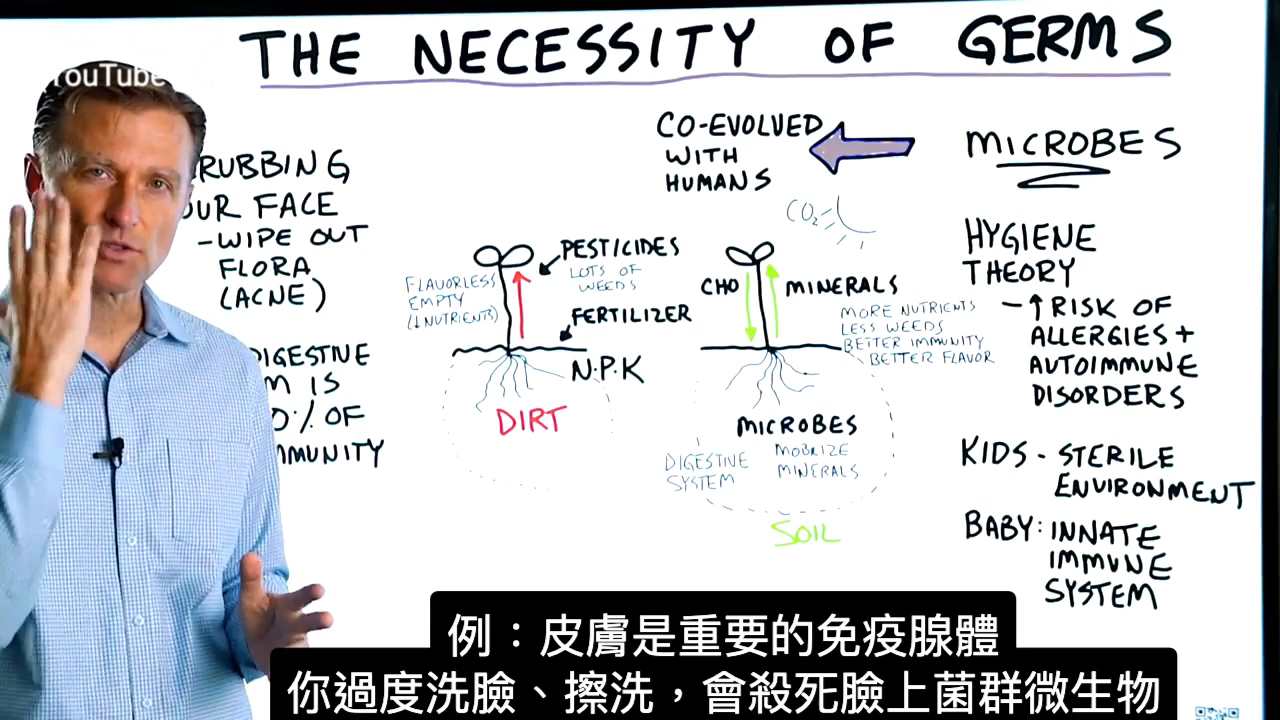 YouTube
THE NECESSITY OF GERMS
RUBBING
UR FACE
- WIPE OUT
FLORA
(ACNE)
DIGESTIVE
M IS
0% OF
MMUNITY
CO-EVOLVED
WITH
HUMANS
MICROBES
CO₂
FLAVORLESS
EMPTY
(↓NUTRIENTS)
PESTICIDES
LOTS OF
WEEDS
FERTILIZER
N.P.K
DIRT
CHO
MINERALS
MORE NUTRIENTS
LESS WEEDS
BETTER IMMUNITY
BETTER FLAVOR
MICROBES
DIGESTIVE
SYSTEM
MOBILIZE
MINERALS
SOIL
HYGIENE
THEORY
- ↑RISK OF
ALLERGIES +
AUTOIMMUNE
DISORDERS
KIDS - STERILE
ENVIRONMENT
BABY: INNATE
IMMUNE
SYSTEM
例：皮膚是重要的免疫腺體
你過度洗臉、擦洗，會殺死臉上菌群微生物